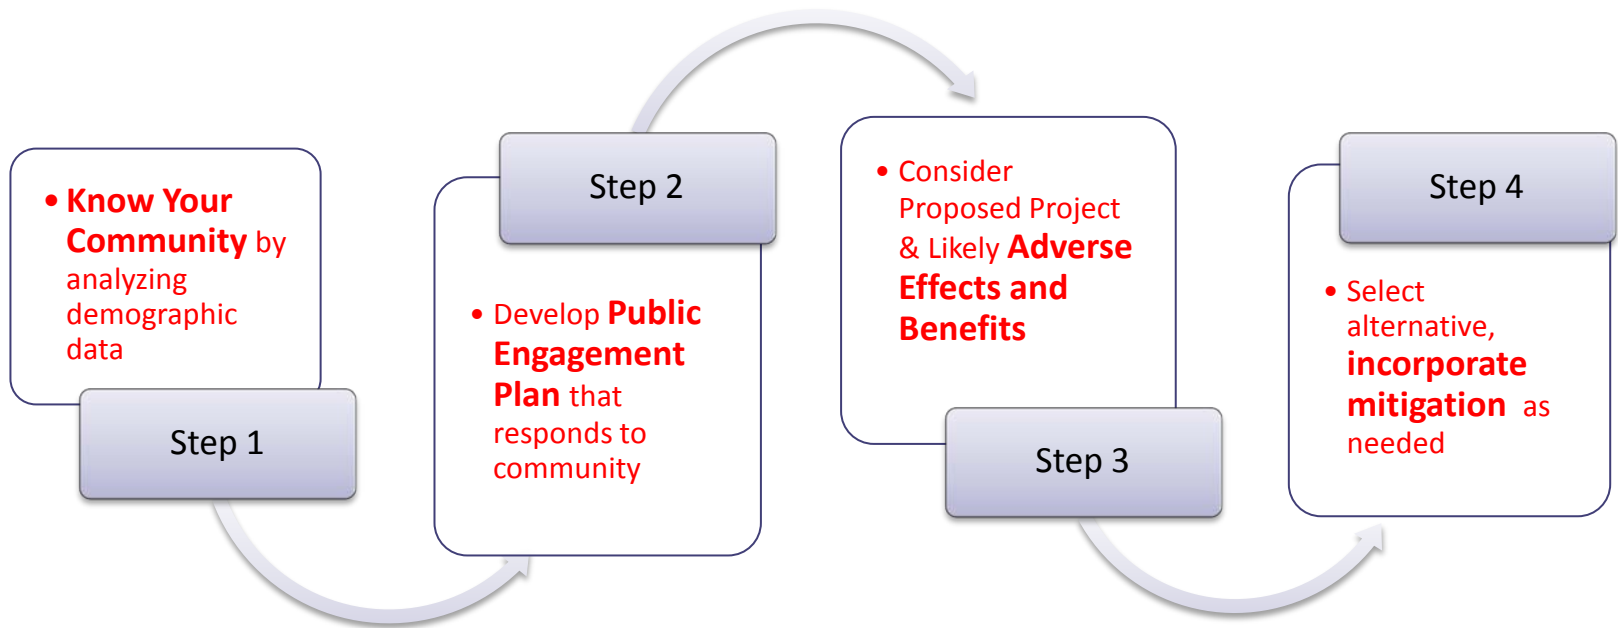 • Know Your
Community by
analyzing
demographic
data
Step 1
Step 2
• Develop Public
Engagement
Plan that
responds to
community
• Consider
Proposed Project
& Likely Adverse
Effects and
Benefits
Step 3
Step 4
• Select
alternative,
incorporate
mitigation as
needed